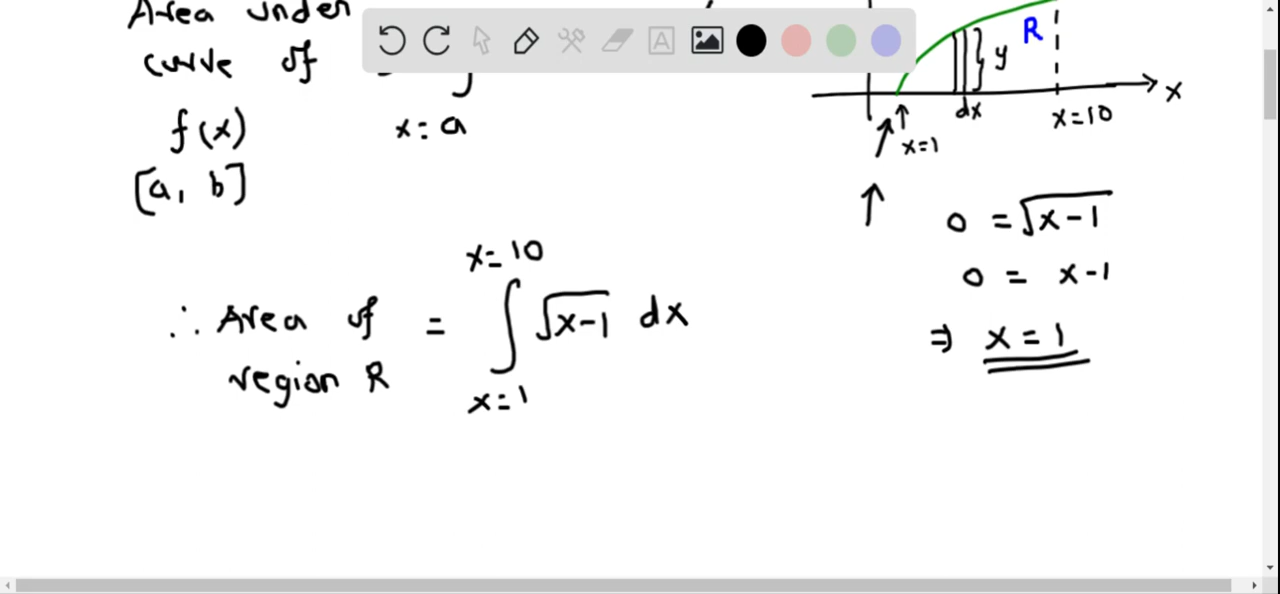 Area under
curve of
f(x)
[a, b]
x = a
R
y
dx
x
x=1
x=10
0 = √x-1
0 = x-1
⇒ x = 1
x=10
∴ Area of = ∫ √x-1 dx
region R
x=1